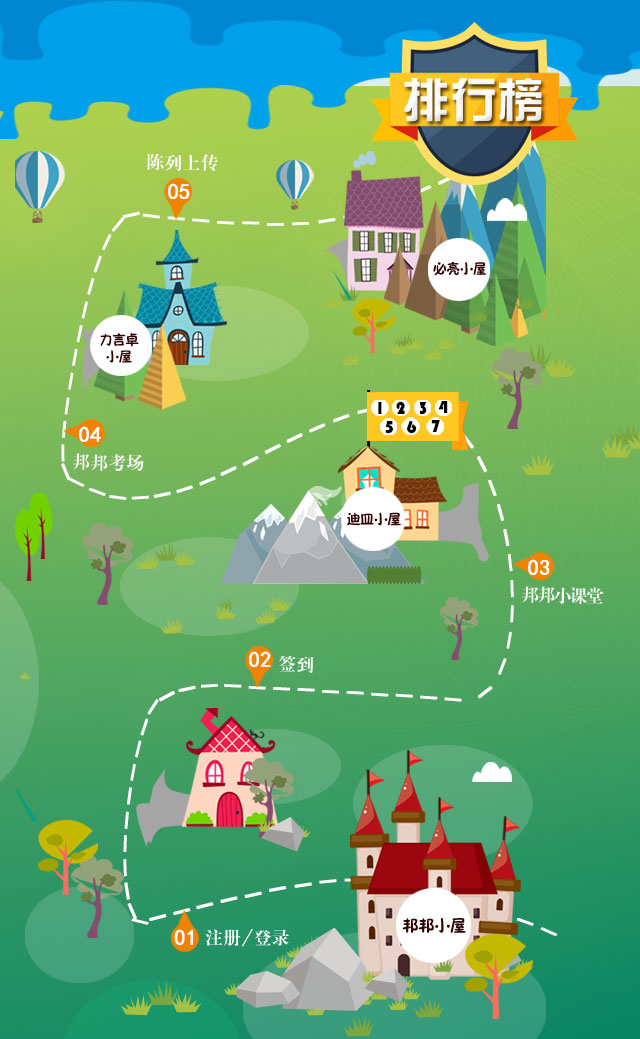 排行榜
陈列上传
05
必亮小屋
力言卓
小屋
1 2 3 4
5 6 7
04
邦邦考场
迪皿小屋
03
邦邦小课堂
02
签到
邦邦小屋
01
注册/登录